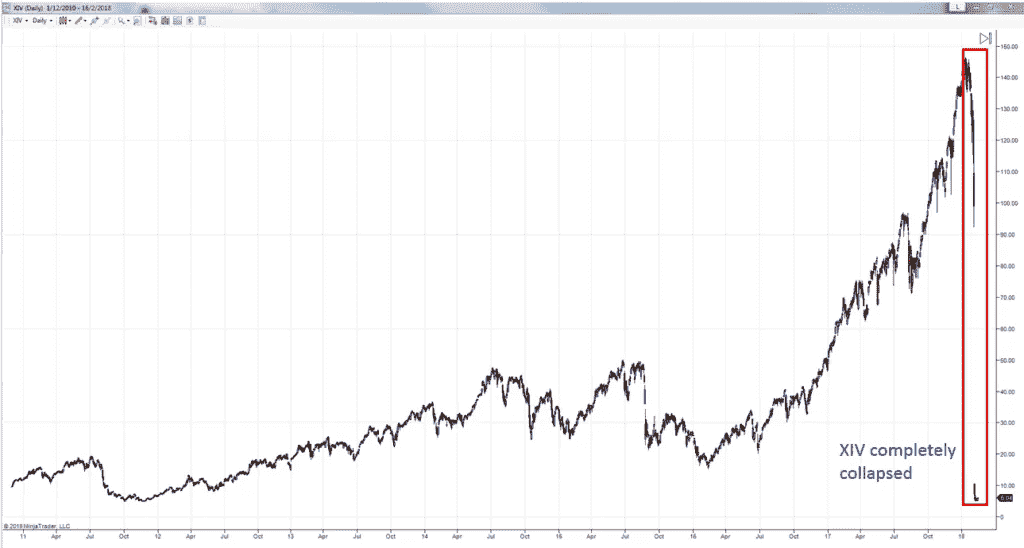 XIV (Daily) 1/12/2010 - 16/2/2018
L
XIV Daily
150.00
140.00
130.00
120.00
110.00
100.00
90.00
80.00
70.00
60.00
50.00
40.00
30.00
20.00
10.00
0
XIV completely
collapsed
© 2018 NinjaTrader, LLC
11 Apr Jul Oct 12 Apr Jul Oct 13 Apr Jul Oct 14 Apr Jul Oct 15 Apr Jul Oct 16 Apr Jul Oct 17 Apr Jul Oct 18